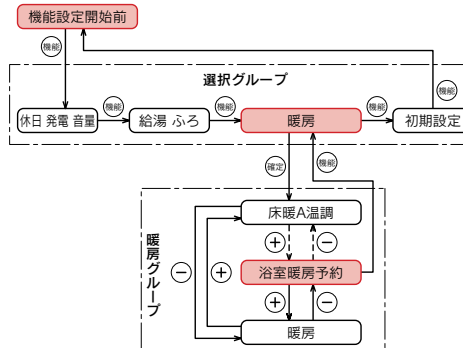 機能設定開始前
機能
機能
選択グループ
休日 発電 音量
機能
給湯 ふろ
機能
暖房
機能
初期設定
確定
機能
暖房グループ
床暖A温調
＋
－
－
＋
浴室暖房予約
＋
－
暖房